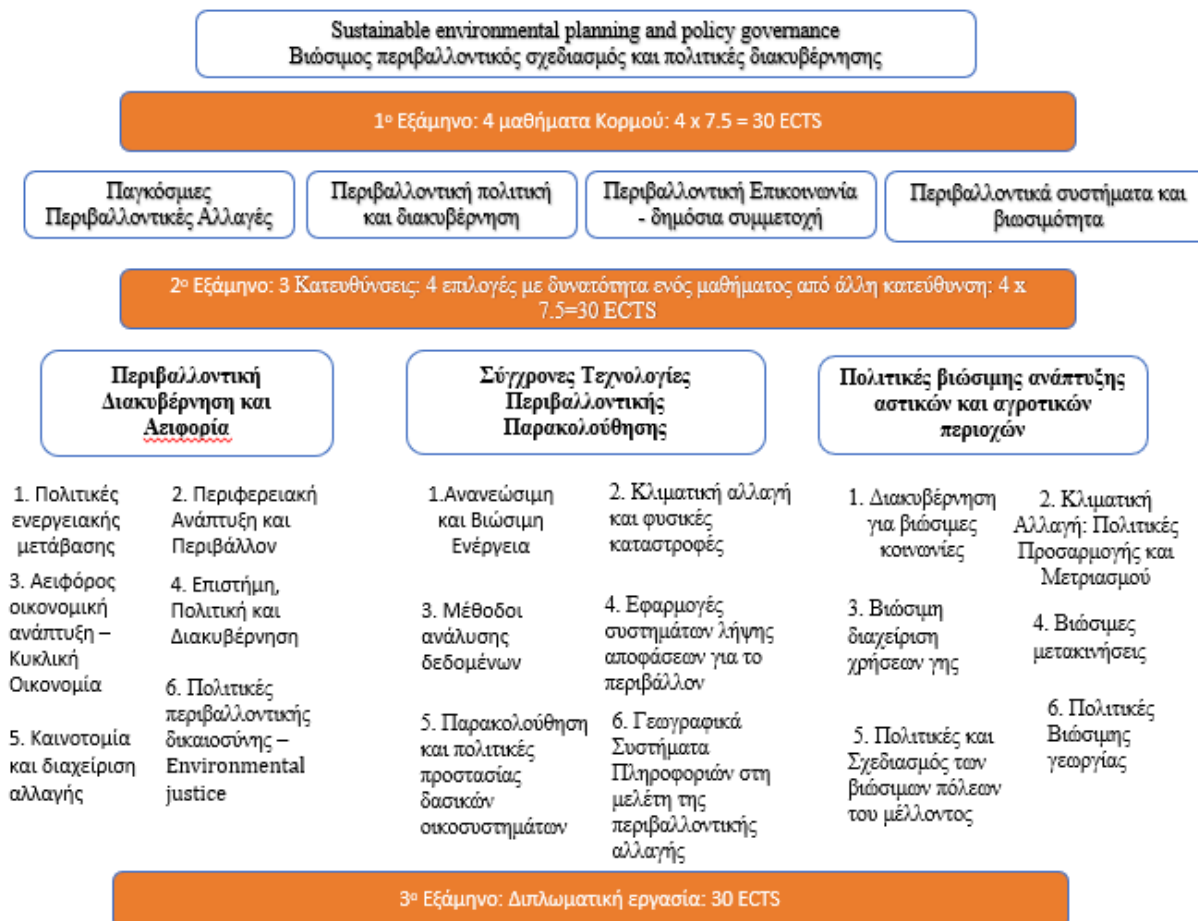 Sustainable environmental planning and policy governance
Βιώσιμος περιβαλλοντικός σχεδιασμός και πολιτικές διακυβέρνησης
1ο Εξάμηνο: 4 μαθήματα Κορμού: 4 x 7.5 = 30 ECTS
Παγκόσμιες
Περιβαλλοντικές Αλλαγές
Περιβαλλοντική πολιτική
και διακυβέρνηση
Περιβαλλοντική Επικοινωνία
- δημόσια συμμετοχή
Περιβαλλοντικά συστήματα και
βιωσιμότητα
2ο Εξάμηνο: 3 Κατευθύνσεις: 4 επιλογές με δυνατότητα ενός μαθήματος από άλλη κατεύθυνση: 4 x
7.5=30 ECTS
Περιβαλλοντική
Διακυβέρνηση και
Αειφορία
1. Πολιτικές
ενεργειακής
μετάβασης
2. Περιφερειακή
Ανάπτυξη και
Περιβάλλον
3. Αειφόρος
οικονομική
ανάπτυξη –
Κυκλική
Οικονομία
4. Επιστήμη,
Πολιτική και
Διακυβέρνηση
5. Καινοτομία
και διαχείριση
αλλαγής
6. Πολιτικές
περιβαλλοντικής
δικαιοσύνης –
Environmental
justice
Σύγχρονες Τεχνολογίες
Περιβαλλοντικής
Παρακολούθησης
1.Ανανεώσιμη
και Βιώσιμη
Ενέργεια
2. Κλιματική αλλαγή
και φυσικές
καταστροφές
3. Μέθοδοι
ανάλυσης
δεδομένων
4. Εφαρμογές
συστημάτων λήψης
αποφάσεων για το
περιβάλλον
5. Παρακολούθηση
και πολιτικές
προστασίας
δασικών
οικοσυστημάτων
6. Γεωγραφικά
Συστήματα
Πληροφοριών στη
μελέτη της
περιβαλλοντικής
αλλαγής
Πολιτικές βιώσιμης ανάπτυξης
αστικών και αγροτικών
περιοχών
1. Διακυβέρνηση
για βιώσιμες
κοινωνίες
2. Κλιματική
Αλλαγή: Πολιτικές
Προσαρμογής και
Μετριασμού
3. Βιώσιμη
διαχείριση
χρήσεων γης
4. Βιώσιμες
μετακινήσεις
5. Πολιτικές και
Σχεδιασμός των
βιώσιμων πόλεων
του μέλλοντος
6. Πολιτικές
Βιώσιμης
γεωργίας
3ο Εξάμηνο: Διπλωματική εργασία: 30 ECTS